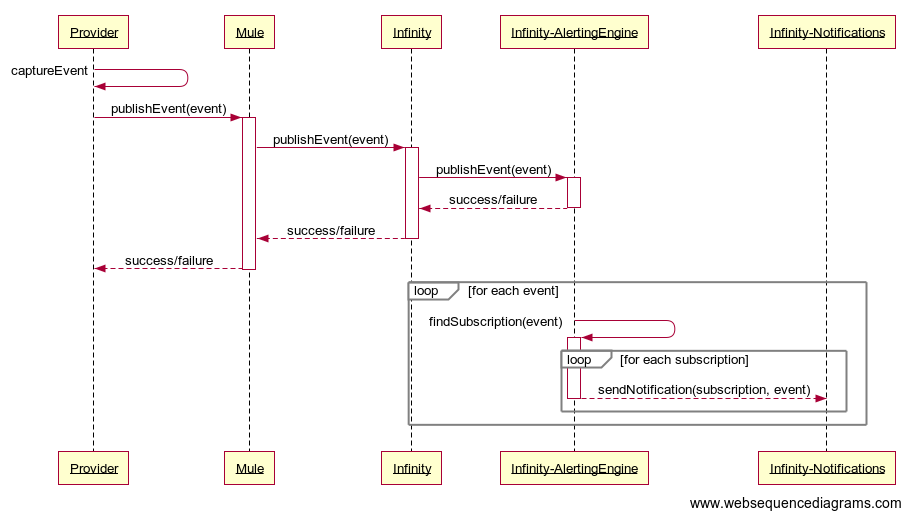 Provider Mule Infinity Infinity-AlertingEngine Infinity-Notifications
captureEvent
publishEvent(event)
publishEvent(event)
publishEvent(event)
success/failure
success/failure
success/failure
loop [for each event]
findSubscription(event)
loop [for each subscription]
sendNotification(subscription, event)
Provider Mule Infinity Infinity-AlertingEngine Infinity-Notifications
www.websequencediagrams.com